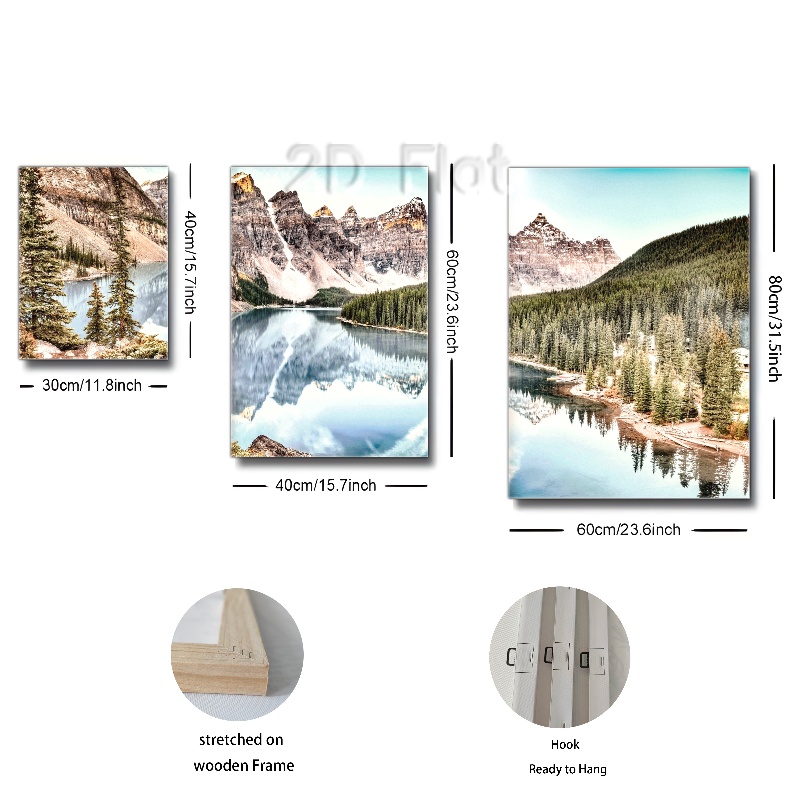 2D Flat
40cm/15.7inch
30cm/11.8inch
60cm/23.6inch
40cm/15.7inch
80cm/31.5inch
60cm/23.6inch
stretched on
wooden Frame
Hook
Ready to Hang